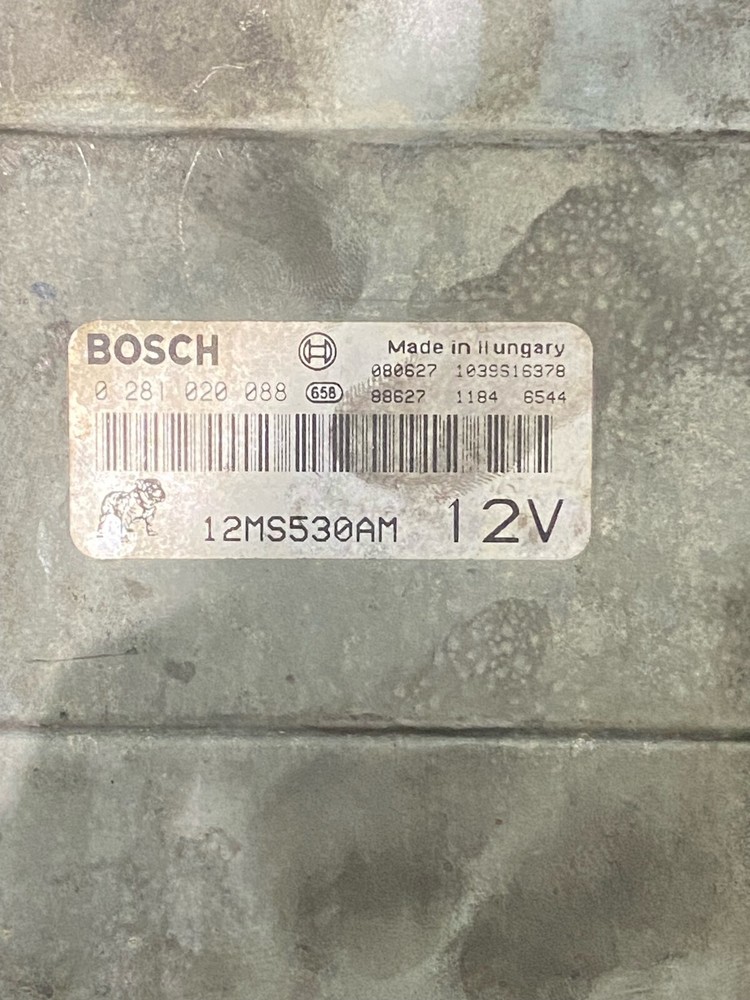 BOSCH
Made in Hungary
080627 1039S16378
0 281 020 088 658
88627 1184 6544
12MS530AM 12V